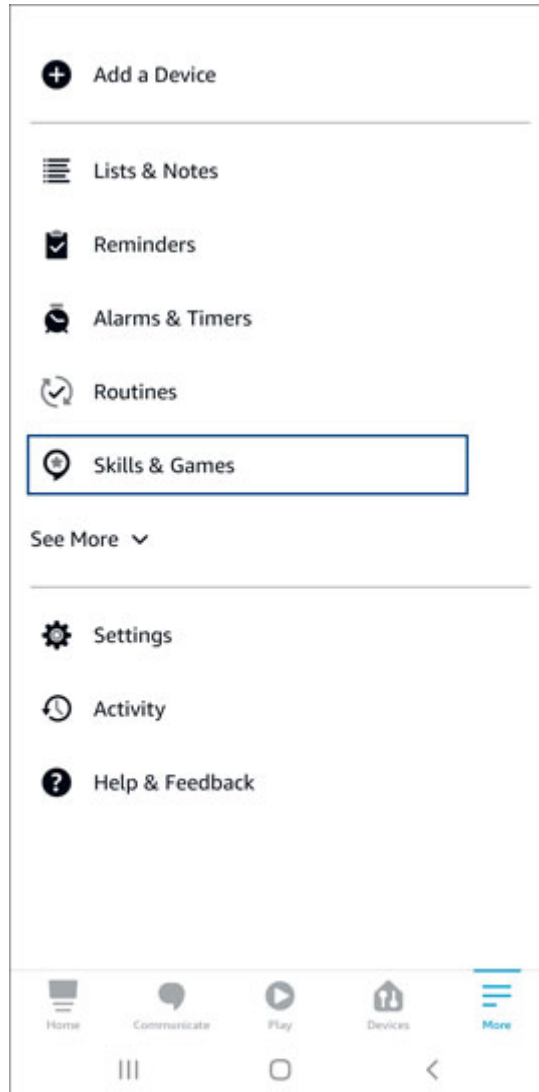 Add a Device
Lists & Notes
Reminders
Alarms & Timers
Routines
Skills & Games
See More
Settings
Activity
Help & Feedback
Home Communicate Play Devices More